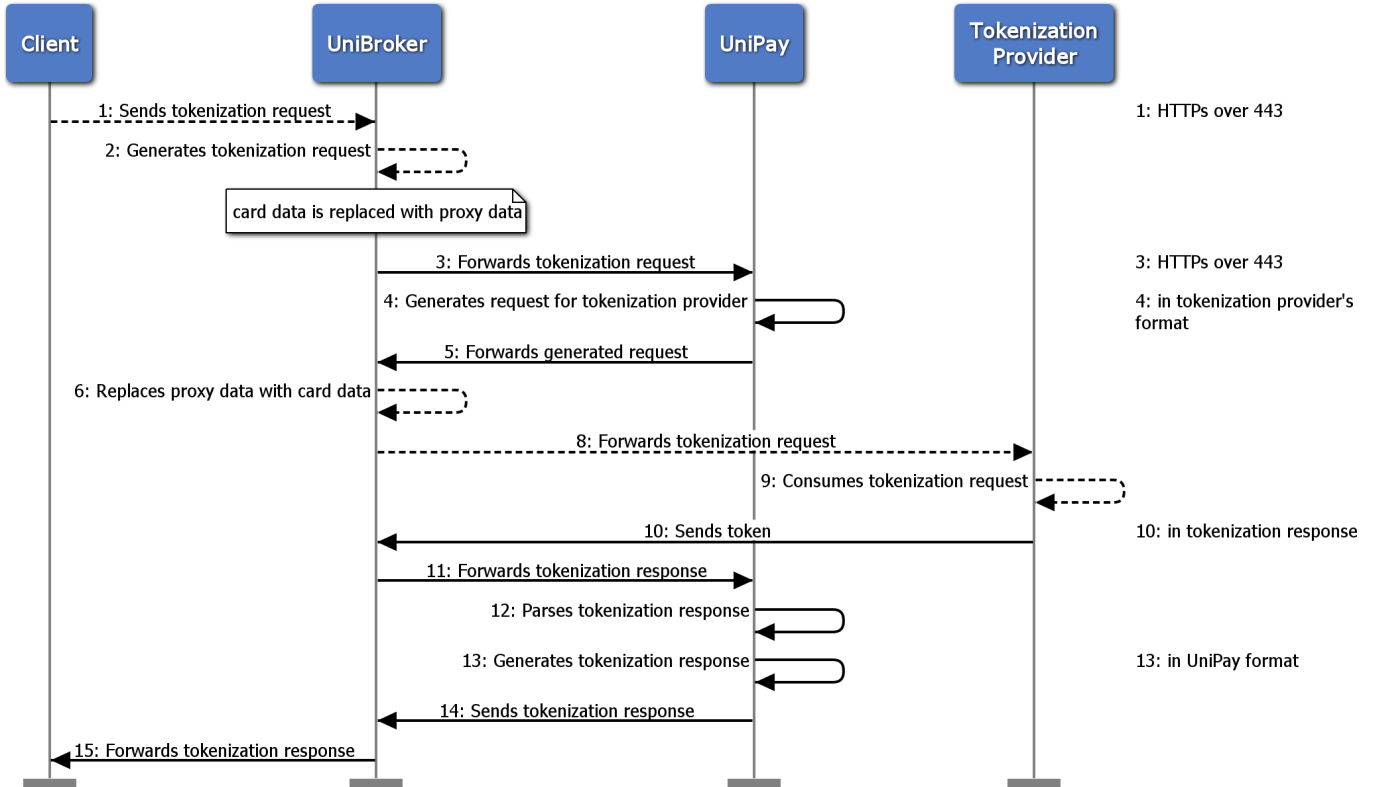 Client
UniBroker
UniPay
Tokenization
Provider
1: Sends tokenization request
1: HTTPs over 443
2: Generates tokenization request
card data is replaced with proxy data
3: Forwards tokenization request
3: HTTPs over 443
4: Generates request for tokenization provider
4: in tokenization provider's
format
5: Forwards generated request
6: Replaces proxy data with card data
8: Forwards tokenization request
9: Consumes tokenization request
10: Sends token
10: in tokenization response
11: Forwards tokenization response
12: Parses tokenization response
13: Generates tokenization response
13: in UniPay format
14: Sends tokenization response
15: Forwards tokenization response